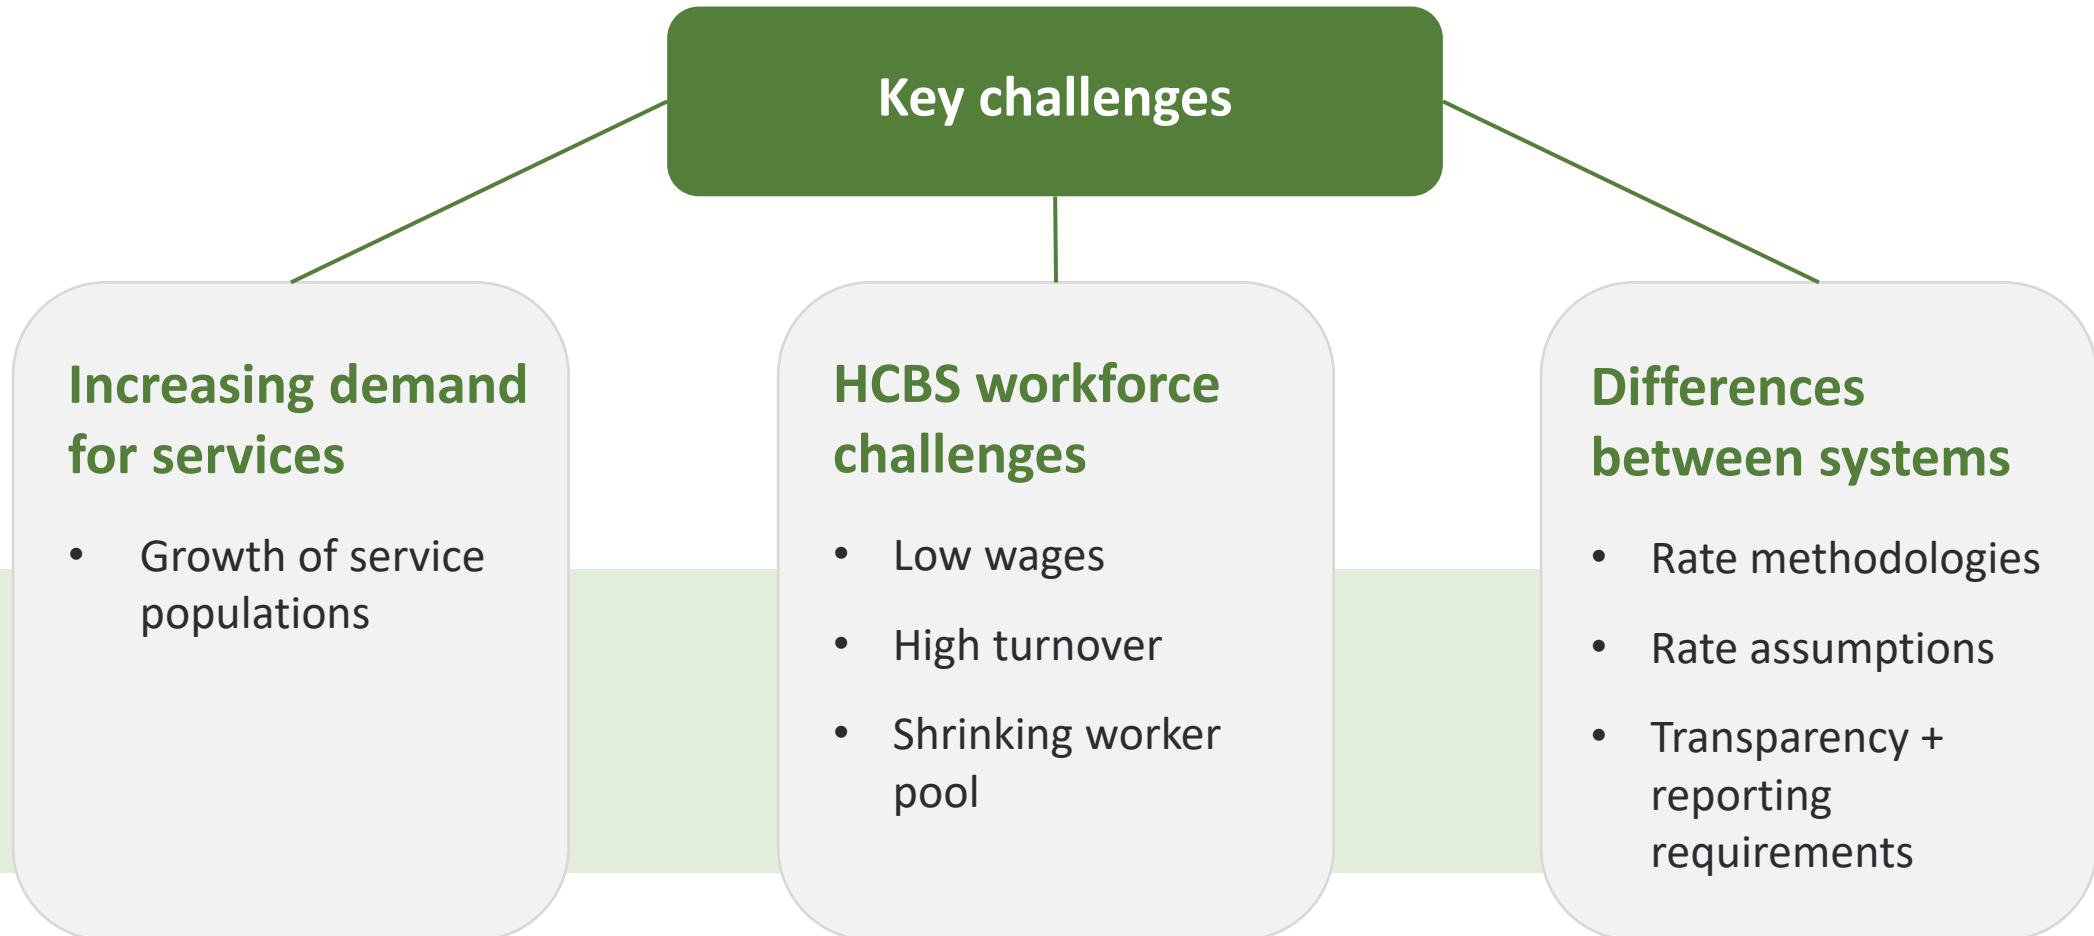 Key challenges
Increasing demand
for services
• Growth of service
populations
HCBS workforce
challenges
• Low wages
• High turnover
• Shrinking worker
pool
Differences
between systems
• Rate methodologies
• Rate assumptions
• Transparency +
reporting
requirements